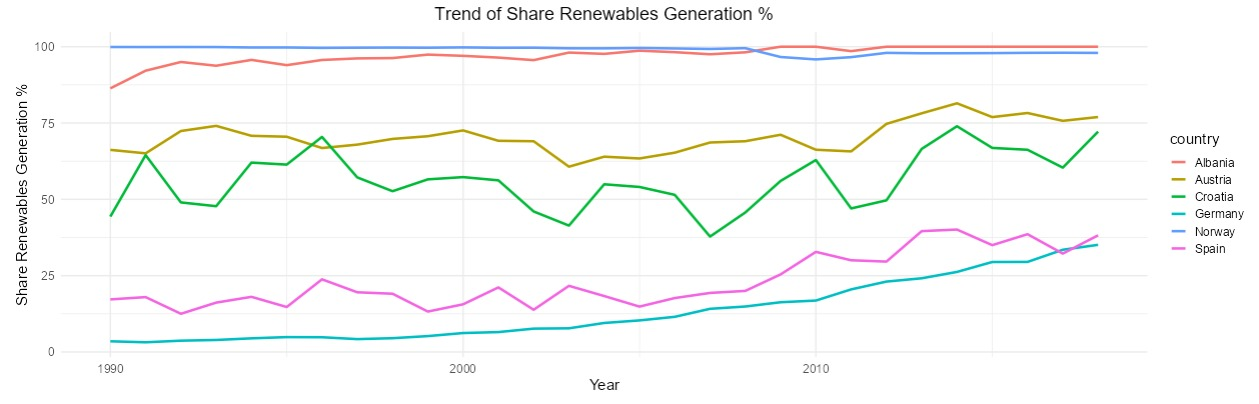 Trend of Share Renewables Generation %
Share Renewables Generation %
100
75
50
25
0
1990
2000
2010
Year
country
Albania
Austria
Croatia
Germany
Norway
Spain